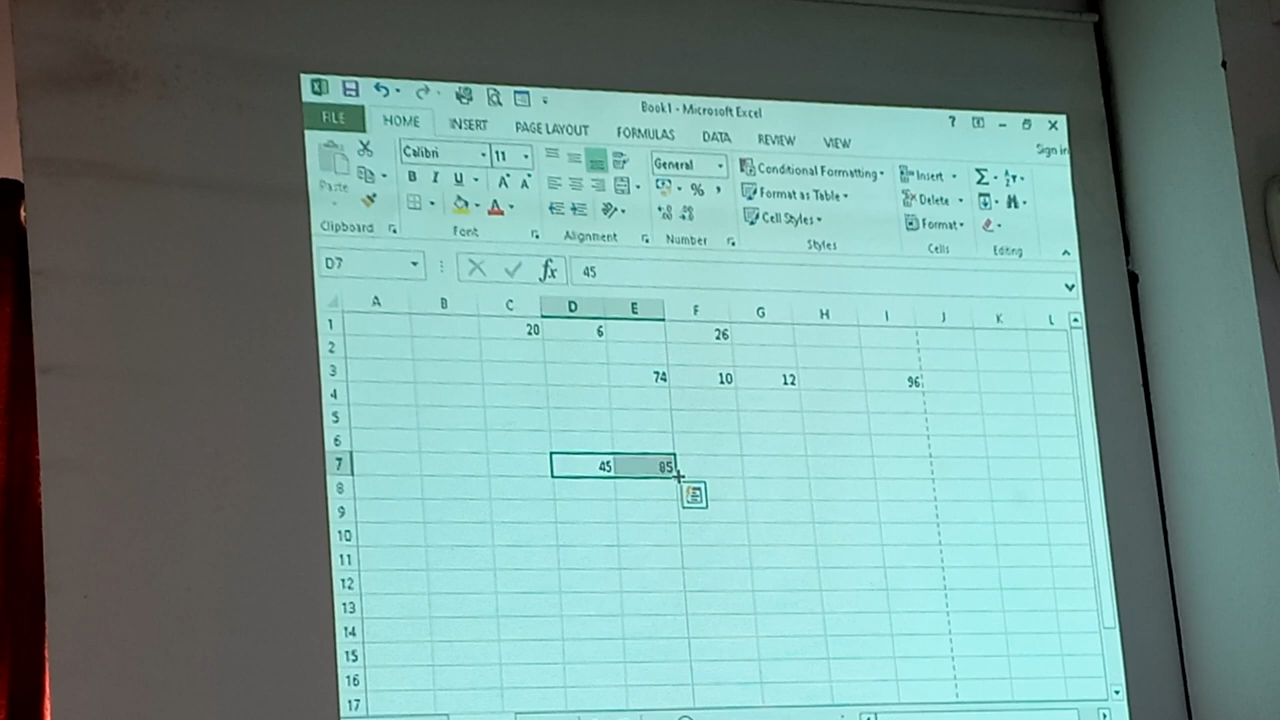 Book1 - Microsoft Excel
?
FILE HOME INSERT PAGE LAYOUT FORMULAS DATA REVIEW VIEW Sign in
Paste Calibri 11 General Conditional Formatting Insert
B I U A A % Format as Table Delete
A Cell Styles Format
Clipboard Font Alignment Number Styles Cells Editing
D7 fx 45
A B C D E F G H I J K L
1 20 6 26
2
3 74 10 12 96
4
5
6
7 45 85
8
9
10
11
12
13
14
15
16
17